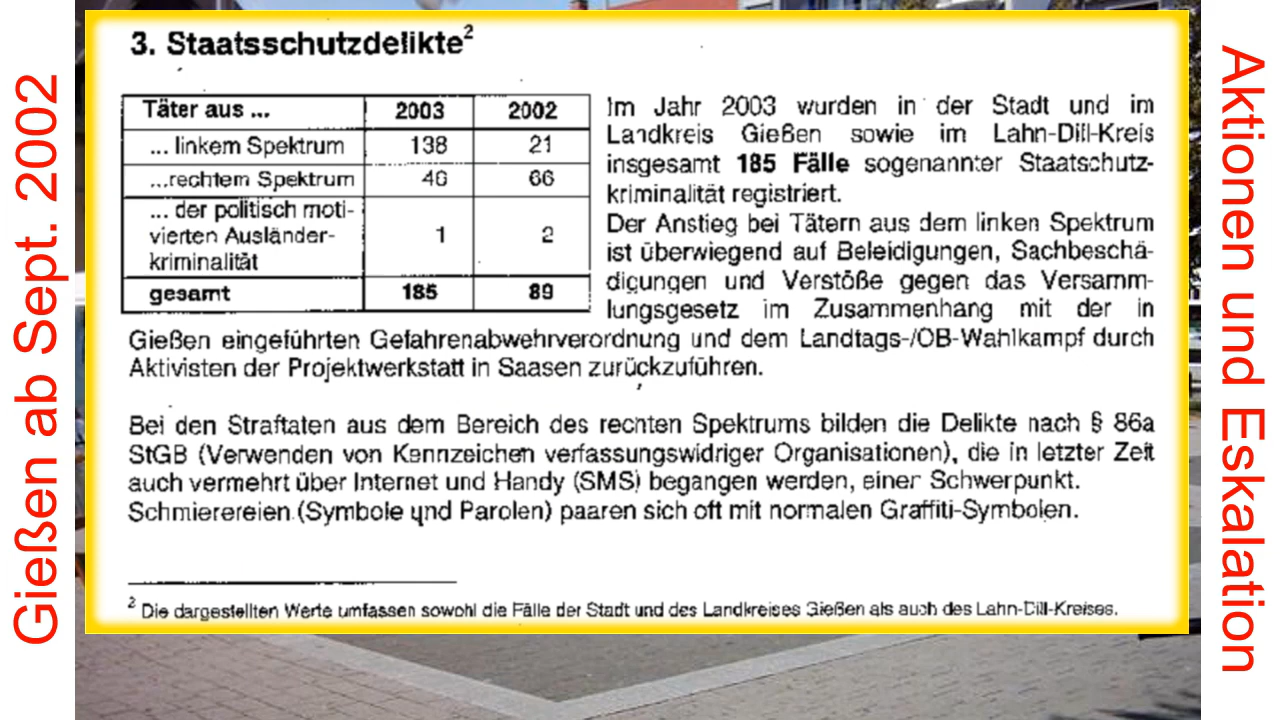 Gießen ab Sept. 2002
3. Staatsschutzdelikte²
Täter aus ... 2003 2002
... linkem Spektrum 138 21
...rechtem Spektrum 46 66
... der politisch moti-
vierten Ausländer- 1 2
kriminalität
gesamt 185 89
Im Jahr 2003 wurden in der Stadt und im
Landkreis Gießen sowie im Lahn-Dill-Kreis
insgesamt 185 Fälle sogenannter Staatschutz-
kriminalität registriert.
Der Anstieg bei Tätern aus dem linken Spektrum
ist überwiegend auf Beleidigungen, Sachbeschä-
digungen und Verstöße gegen das Versamm-
lungsgesetz im Zusammenhang mit der in
Gießen eingeführten Gefahrenabwehrverordnung und dem Landtags-/OB-Wahlkampf durch
Aktivisten der Projektwerkstatt in Saasen zurückzuführen.
Bei den Straftaten aus dem Bereich des rechten Spektrums bilden die Delikte nach § 86a
StGB (Verwenden von Kennzeichen verfassungswidriger Organisationen), die in letzter Zeit
auch vermehrt über Internet und Handy (SMS) begangen werden, einen Schwerpunkt.
Schmierereien (Symbole und Parolen) paaren sich oft mit normalen Graffiti-Symbolen.
² Die dargestellten Werte umfassen sowohl die Fälle der Stadt und des Landkreises Gießen als auch des Lahn-Dill-Kreises.
Aktionen und Eskalation